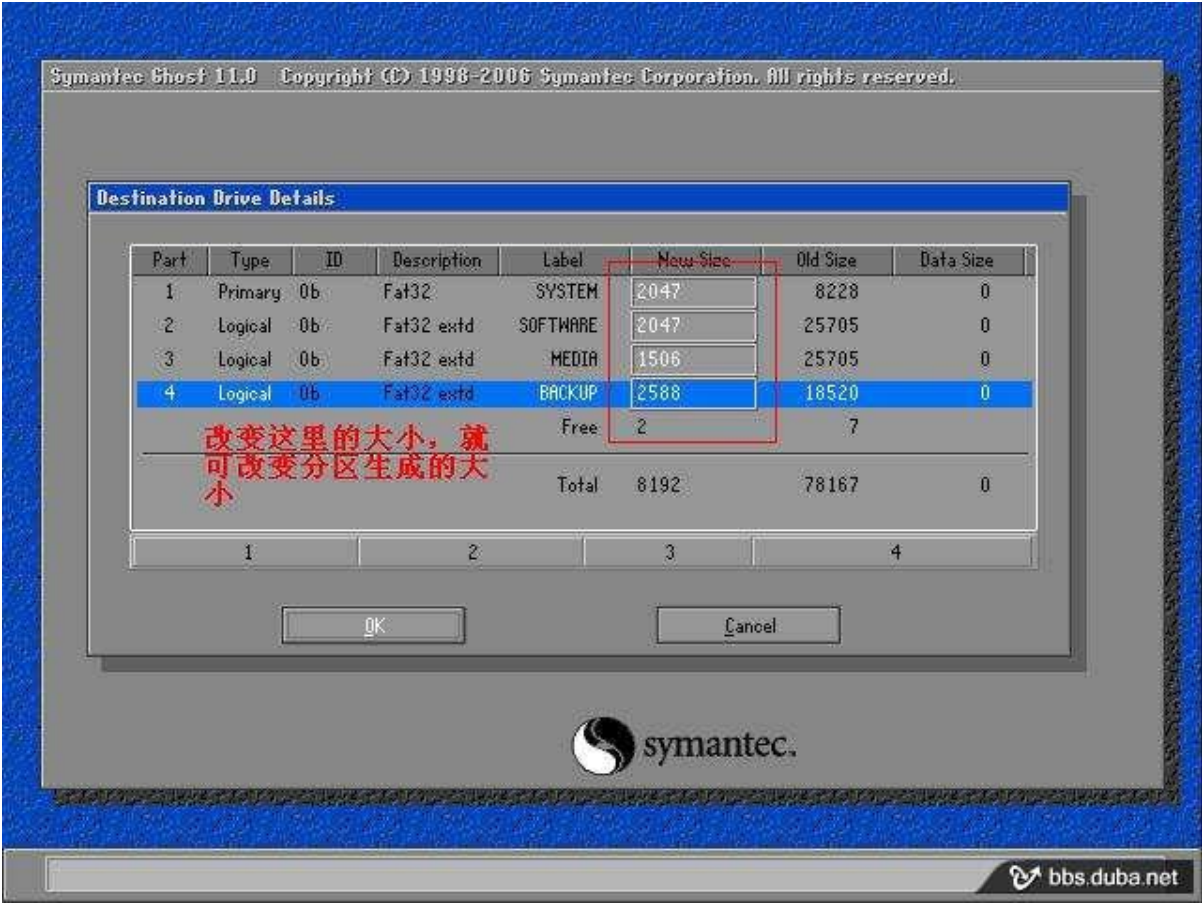 Symantec Ghost 11.0 Copyright (C) 1998-2006 Symantec Corporation. All rights reserved.
Destination Drive Details
Part Type ID Description Label New Size Old Size Data Size
1 Primary 0b Fat32 SYSTEM 2047 8228 0
2 Logical 0b Fat32 extd SOFTWARE 2047 25705 0
3 Logical 0b Fat32 extd MEDIA 1506 25705 0
4 Logical 0b Fat32 extd BACKUP 2588 18520 0
Free 2 7
改变这里的大小，就
可改变分区生成的大
小
Total 8192 78167 0
1 2 3 4
OK Cancel
symantec.
bbs.duba.net